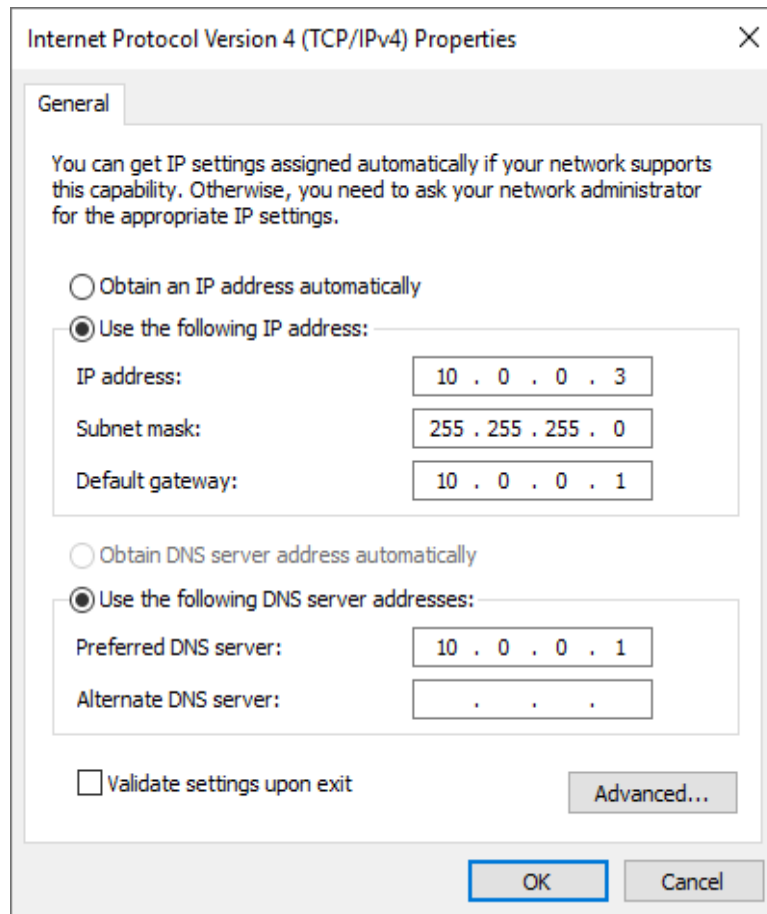 Internet Protocol Version 4 (TCP/IPv4) Properties
General
You can get IP settings assigned automatically if your network supports
this capability. Otherwise, you need to ask your network administrator
for the appropriate IP settings.
Obtain an IP address automatically
Use the following IP address:
IP address: 10 . 0 . 0 . 3
Subnet mask: 255 . 255 . 255 . 0
Default gateway: 10 . 0 . 0 . 1
Obtain DNS server address automatically
Use the following DNS server addresses:
Preferred DNS server: 10 . 0 . 0 . 1
Alternate DNS server: . . .
Validate settings upon exit
Advanced...
OK Cancel